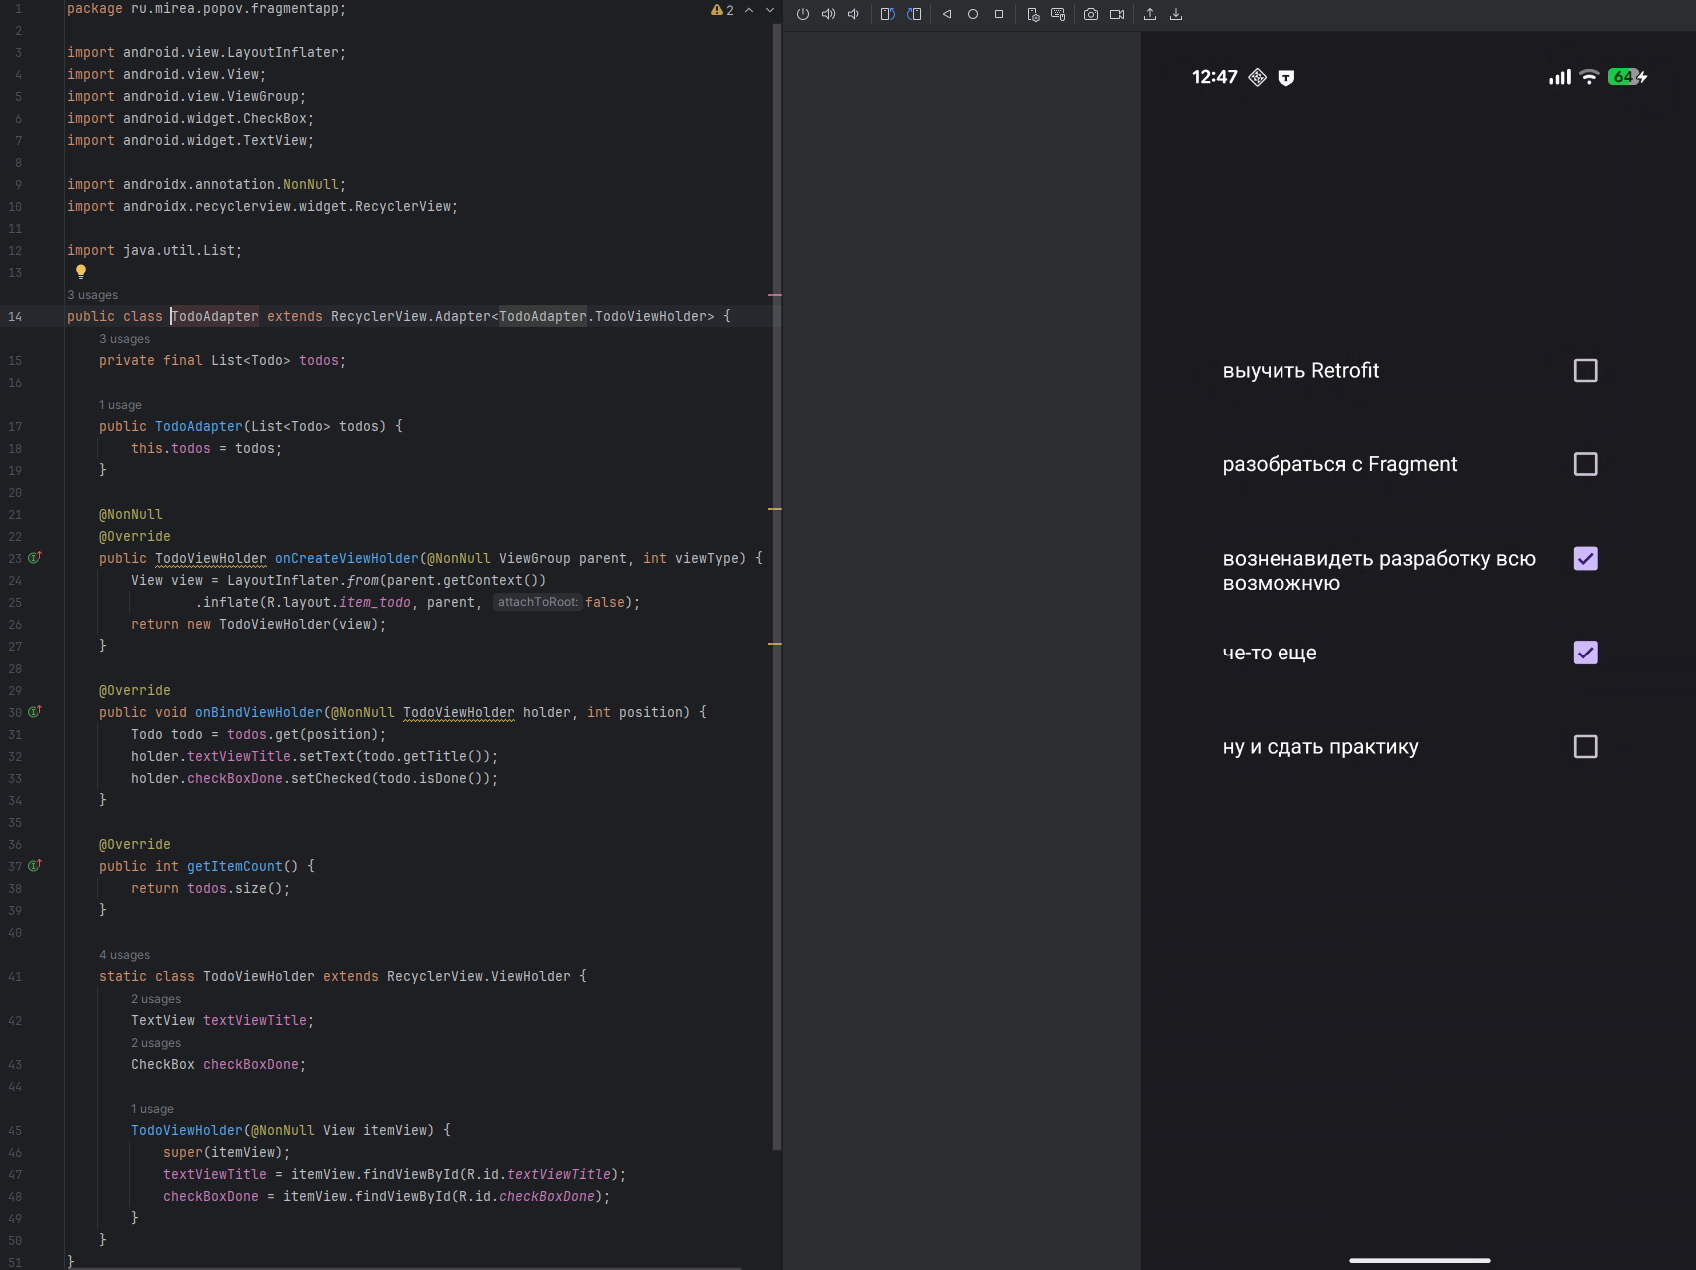 1 package ru.mirea.popov.fragmentapp;
2
3 import android.view.LayoutInflater;
4 import android.view.View;
5 import android.view.ViewGroup;
6 import android.widget.CheckBox;
7 import android.widget.TextView;
8
9 import androidx.annotation.NonNull;
10 import androidx.recyclerview.widget.RecyclerView;
11
12 import java.util.List;
13
3 usages
14 public class TodoAdapter extends RecyclerView.Adapter<TodoAdapter.TodoViewHolder> {
3 usages
15 private final List<Todo> todos;
16
1 usage
17 public TodoAdapter(List<Todo> todos) {
18 this.todos = todos;
19 }
20
21 @NonNull
22 @Override
23 public TodoViewHolder onCreateViewHolder(@NonNull ViewGroup parent, int viewType) {
24 View view = LayoutInflater.from(parent.getContext())
25 .inflate(R.layout.item_todo, parent, attachToRoot: false);
26 return new TodoViewHolder(view);
27 }
28
29 @Override
30 public void onBindViewHolder(@NonNull TodoViewHolder holder, int position) {
31 Todo todo = todos.get(position);
32 holder.textViewTitle.setText(todo.getTitle());
33 holder.checkBoxDone.setChecked(todo.isDone());
34 }
35
36 @Override
37 public int getItemCount() {
38 return todos.size();
39 }
40
4 usages
41 static class TodoViewHolder extends RecyclerView.ViewHolder {
2 usages
42 TextView textViewTitle;
2 usages
43 CheckBox checkBoxDone;
44
1 usage
45 TodoViewHolder(@NonNull View itemView) {
46 super(itemView);
47 textViewTitle = itemView.findViewById(R.id.textViewTitle);
48 checkBoxDone = itemView.findViewById(R.id.checkBoxDone);
49 }
50 }
51 }
2
12:47
T
64
выучить Retrofit
разобраться с Fragment
возненавидеть разработку всю
возможную
че-то еще
ну и сдать практику